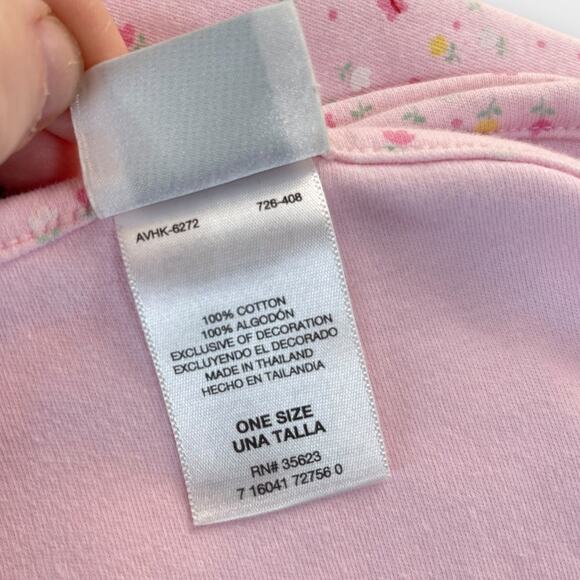 AVHK-6272 726-408
100% COTTON
100% ALGODÓN
EXCLUSIVE OF DECORATION
EXCLUYENDO EL DECORADO
MADE IN THAILAND
HECHO EN TAILANDIA
ONE SIZE
UNA TALLA
RN# 35623
7 16041 72756 0